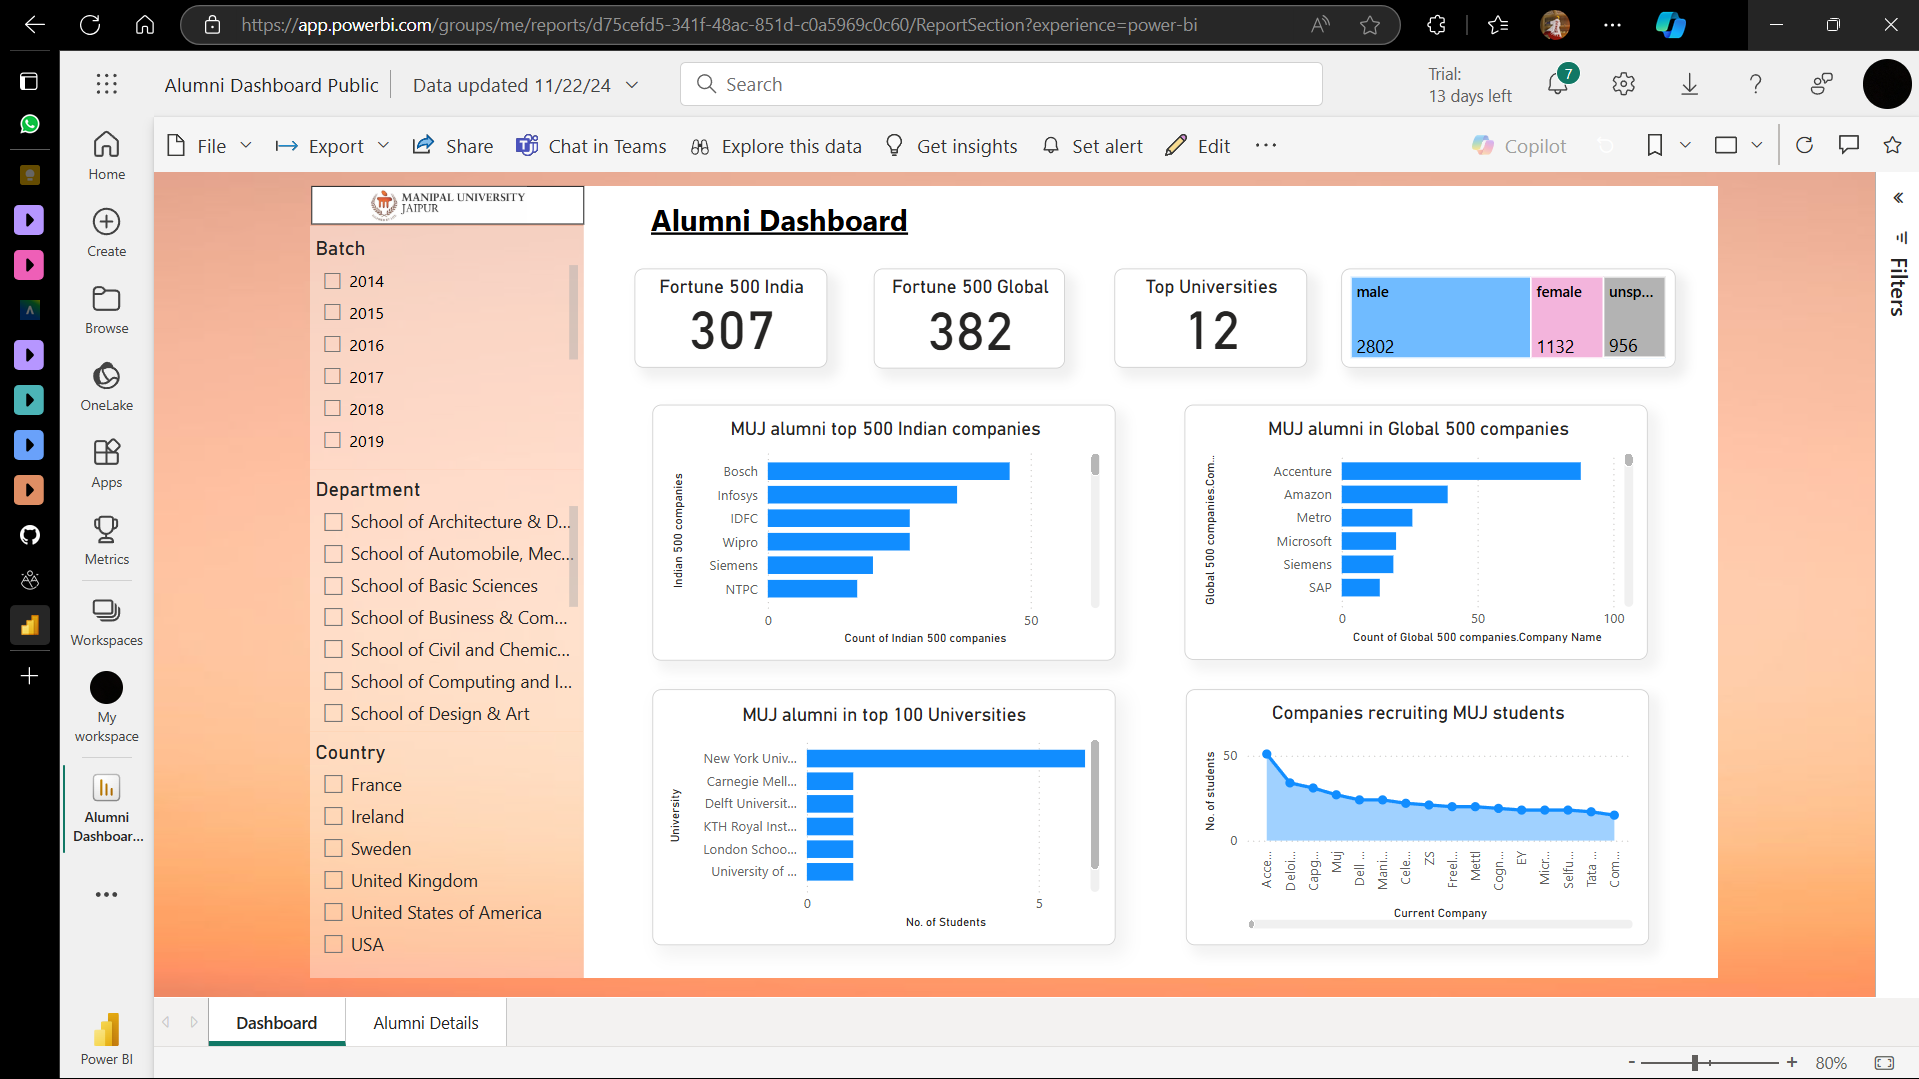 https://app.powerbi.com/groups/me/reports/d75cefd5-341f-48ac-851d-c0a5969c0c60/ReportSection?experience=power-bi
Alumni Dashboard Public
Data updated 11/22/24
Search
Trial:
13 days left
7
File
Export
Share
Chat in Teams
Explore this data
Get insights
Set alert
Edit
Copilot
Home
Create
Browse
OneLake
Apps
Metrics
Workspaces
My
workspace
Alumni
Dashboar...
Power BI
MANIPAL UNIVERSITY
JAIPUR
Batch
2014
2015
2016
2017
2018
2019
Department
School of Architecture & D...
School of Automobile, Mec...
School of Basic Sciences
School of Business & Com...
School of Civil and Chemic...
School of Computing and I...
School of Design & Art
Country
France
Ireland
Sweden
United Kingdom
United States of America
USA
Alumni Dashboard
Fortune 500 India
307
Fortune 500 Global
382
Top Universities
12
male
2802
female
1132
unsp...
956
MUJ alumni top 500 Indian companies
Indian 500 companies
Bosch
Infosys
IDFC
Wipro
Siemens
NTPC
0
50
Count of Indian 500 companies
MUJ alumni in Global 500 companies
Global 500 companies.Com...
Accenture
Amazon
Metro
Microsoft
Siemens
SAP
0
50
100
Count of Global 500 companies.Company Name
MUJ alumni in top 100 Universities
University
New York Univ...
Carnegie Mell...
Delft Universit...
KTH Royal Inst...
London Schoo...
University of ...
0
5
No. of Students
Companies recruiting MUJ students
No. of students
50
0
Acce...
Deloi...
Capg...
Muj
Dell ...
Mani...
Cele...
ZS
Freel...
Mettl
Cogn...
EY
Micr...
Selfu...
Tata ...
Com...
Current Company
Filters
Dashboard
Alumni Details
- + 80%